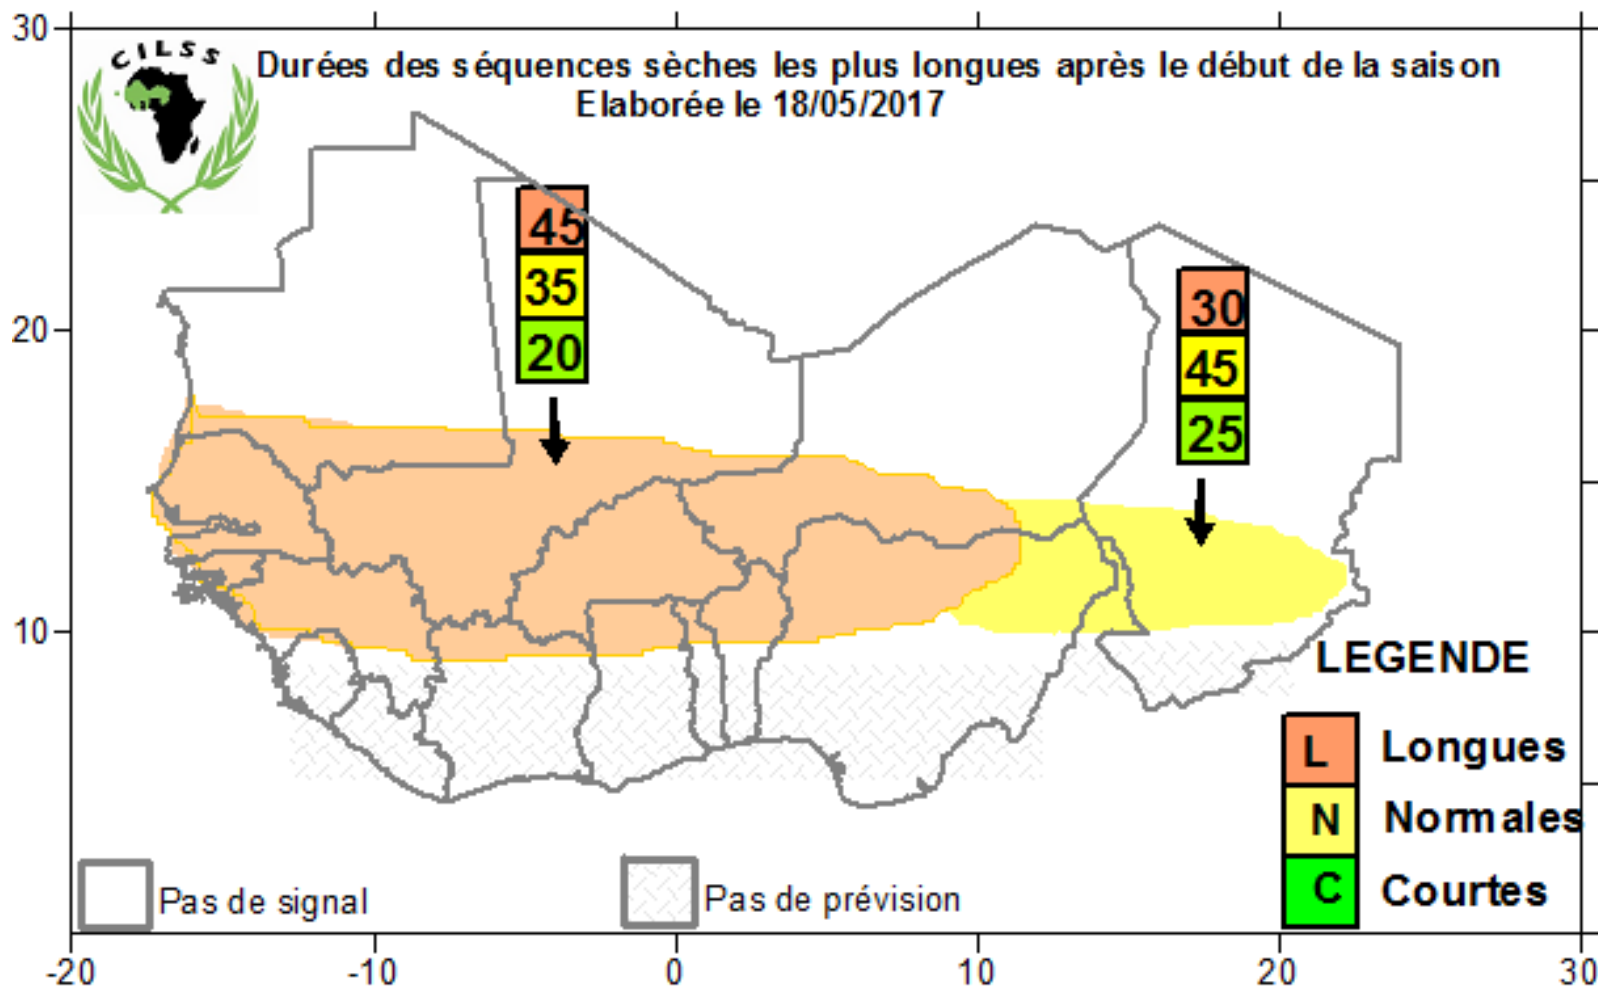 CILSS
Durées des séquences sèches les plus longues après le début de la saison
Elaborée le 18/05/2017
30
20
10
45
35
20
30
45
25
LEGENDE
L Longues
N Normales
C Courtes
Pas de signal
Pas de prévision
-20 -10 0 10 20 30